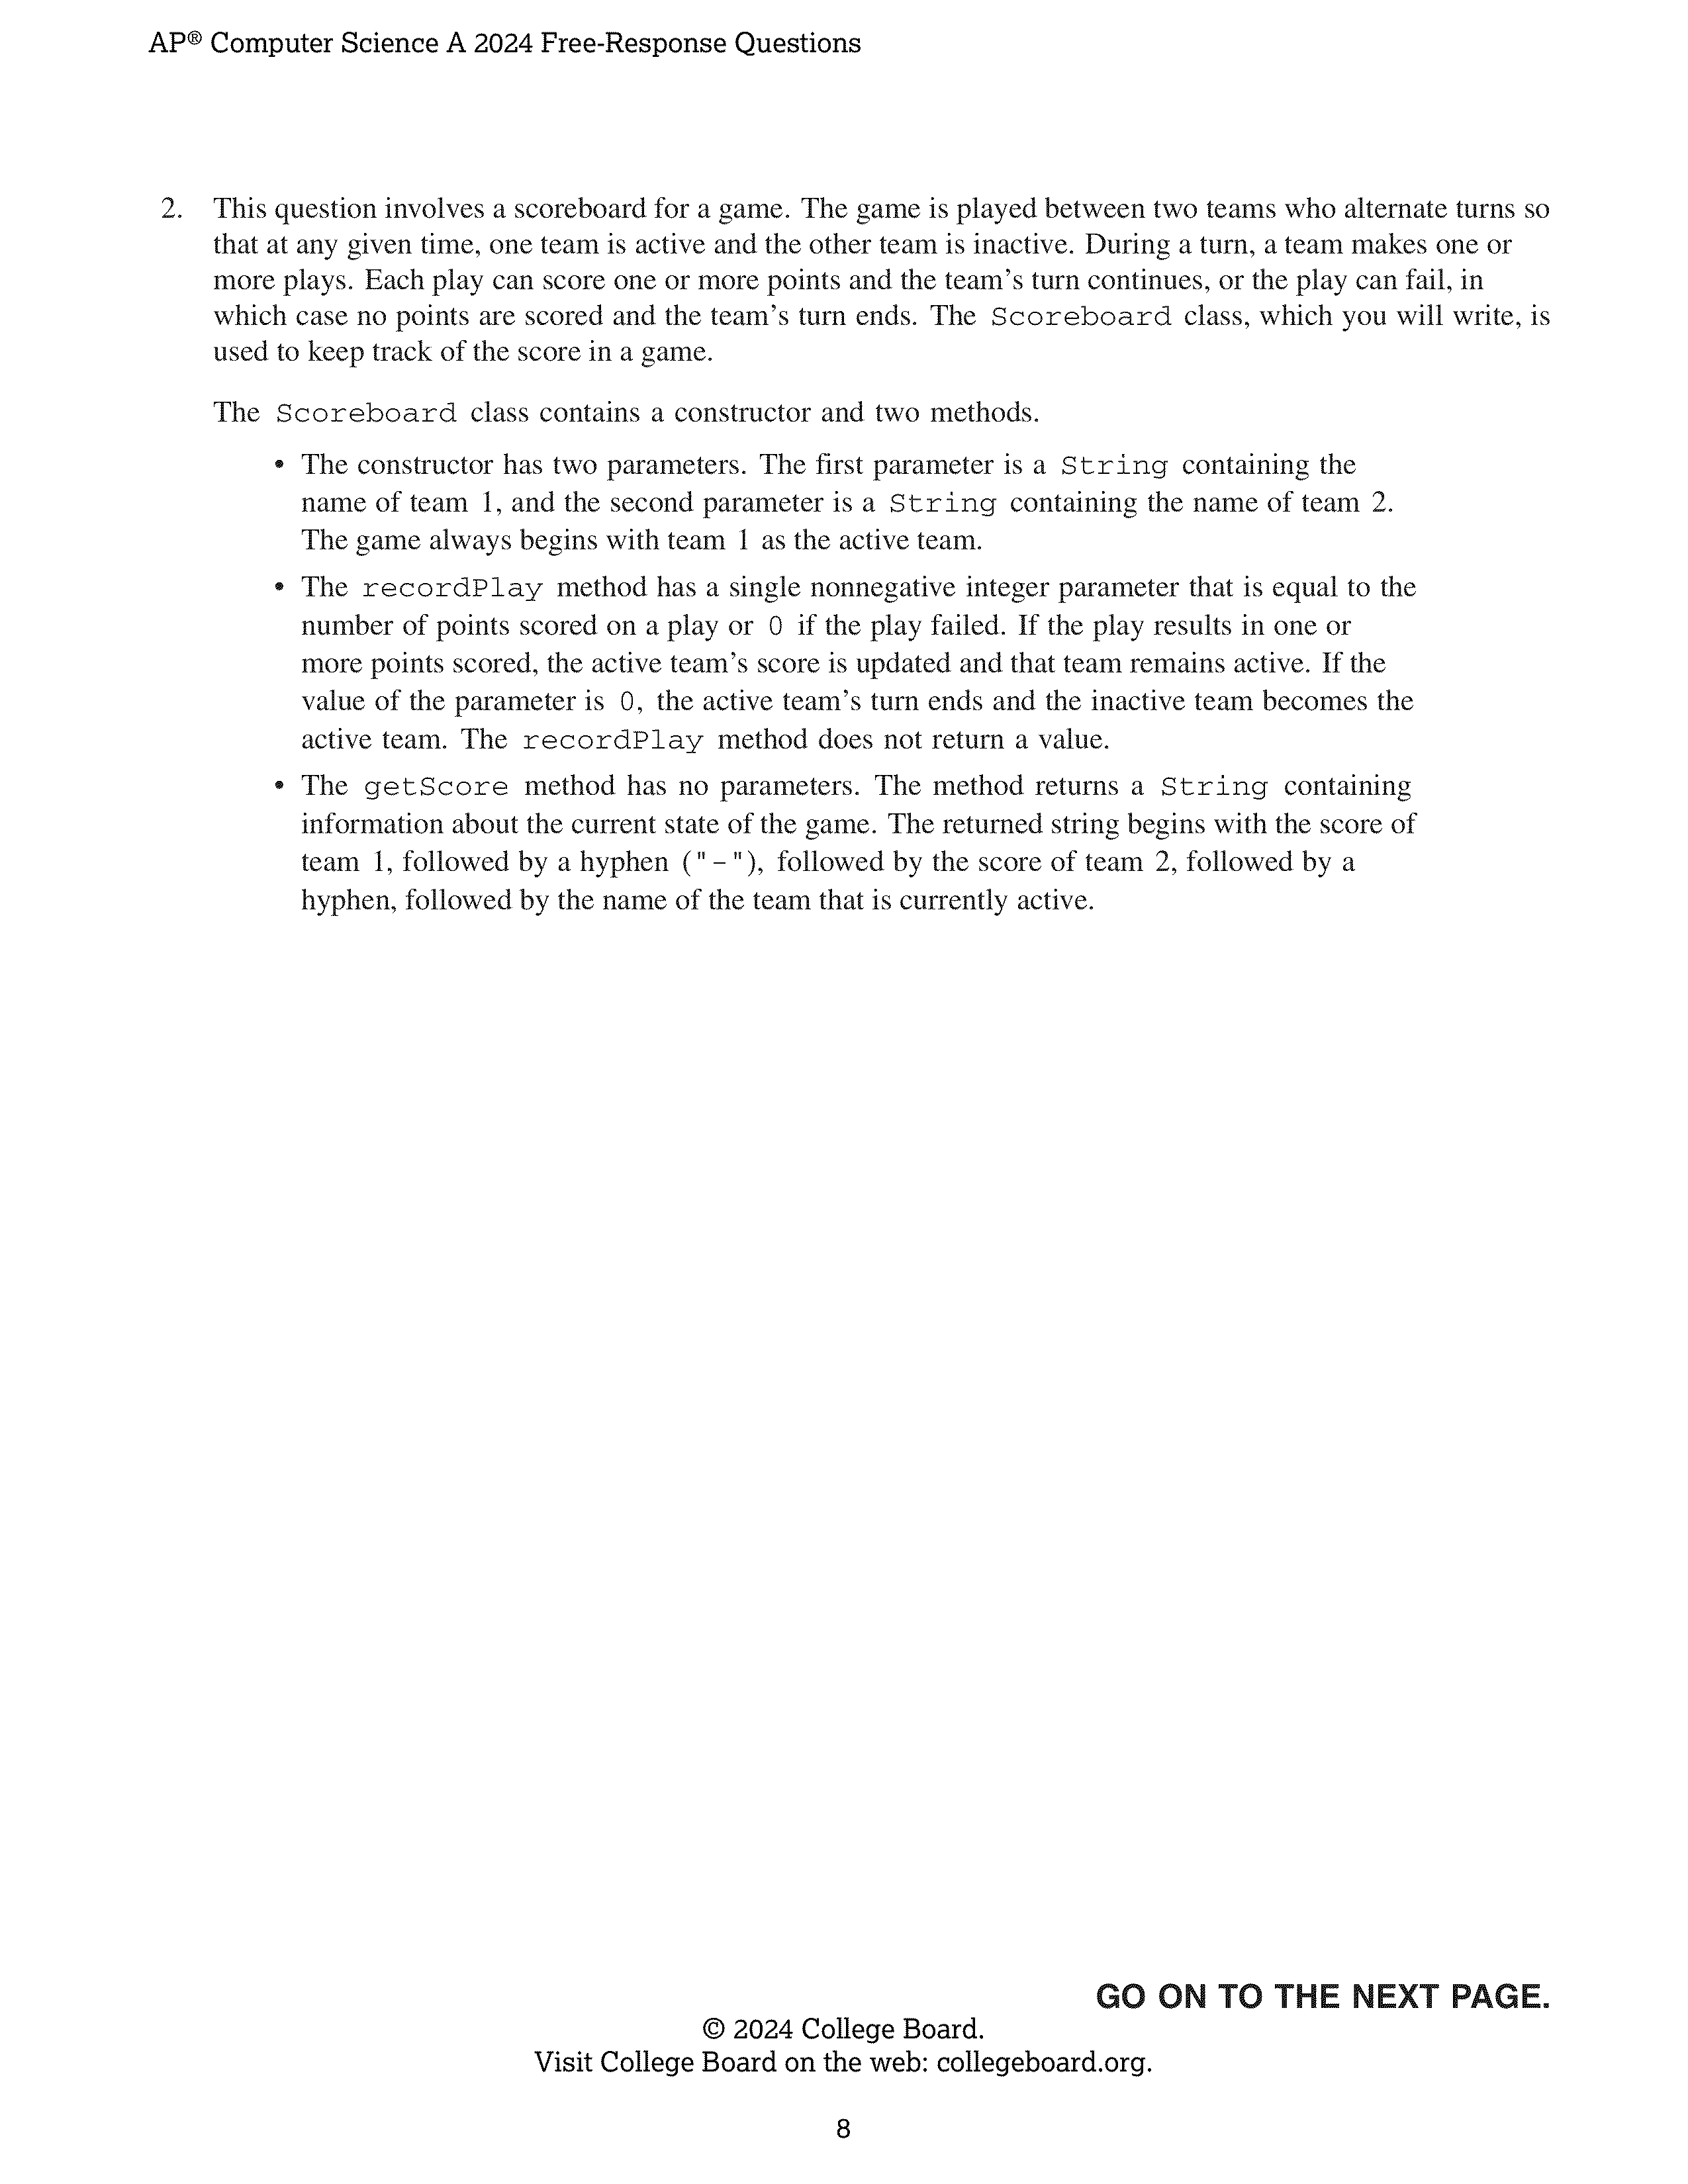 AP® Computer Science A 2024 Free-Response Questions
2. This question involves a scoreboard for a game. The game is played between two teams who alternate turns so
that at any given time, one team is active and the other team is inactive. During a turn, a team makes one or
more plays. Each play can score one or more points and the team's turn continues, or the play can fail, in
which case no points are scored and the team's turn ends. The Scoreboard class, which you will write, is
used to keep track of the score in a game.
The Scoreboard class contains a constructor and two methods.
• The constructor has two parameters. The first parameter is a String containing the
name of team 1, and the second parameter is a String containing the name of team 2.
The game always begins with team 1 as the active team.
• The recordPlay method has a single nonnegative integer parameter that is equal to the
number of points scored on a play or 0 if the play failed. If the play results in one or
more points scored, the active team's score is updated and that team remains active. If the
value of the parameter is 0, the active team's turn ends and the inactive team becomes the
active team. The recordPlay method does not return a value.
• The getScore method has no parameters. The method returns a String containing
information about the current state of the game. The returned string begins with the score of
team 1, followed by a hyphen ("-"), followed by the score of team 2, followed by a
hyphen, followed by the name of the team that is currently active.
GO ON TO THE NEXT PAGE.
© 2024 College Board.
Visit College Board on the web: collegeboard.org.
8